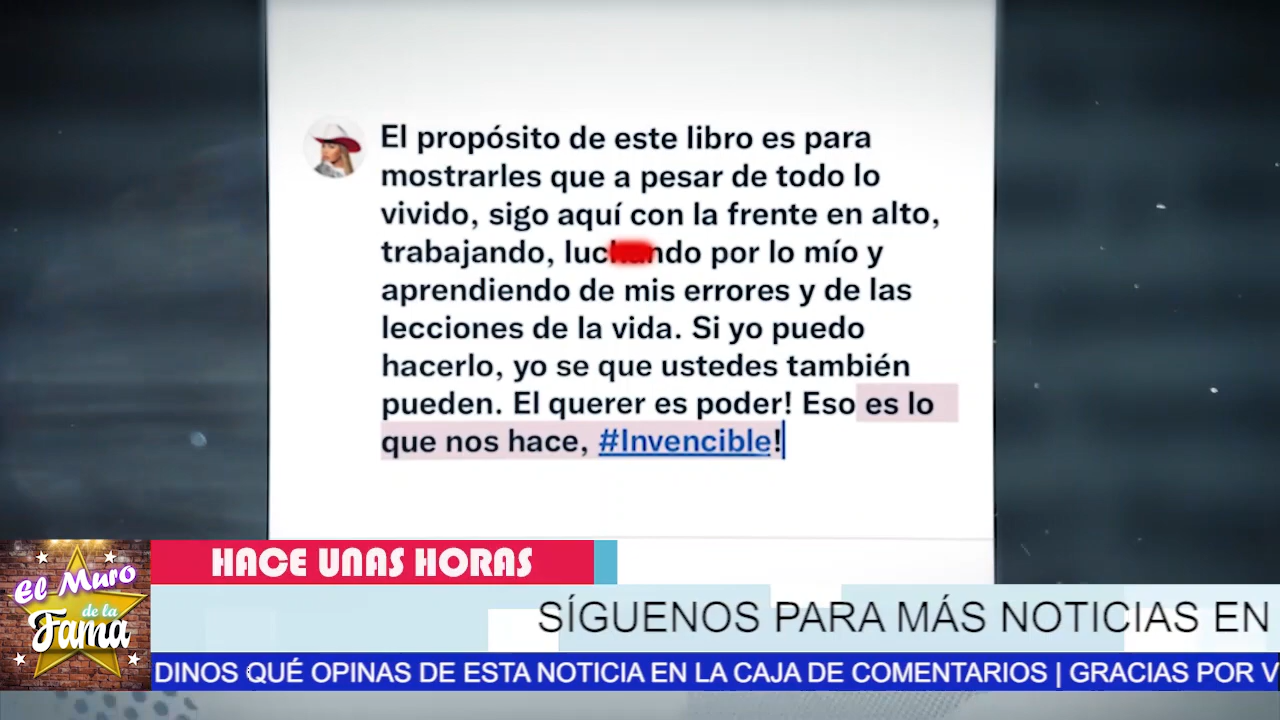 El propósito de este libro es para
mostrarles que a pesar de todo lo
vivido, sigo aquí con la frente en alto,
trabajando, luchando por lo mío y
aprendiendo de mis errores y de las
lecciones de la vida. Si yo puedo
hacerlo, yo se que ustedes también
pueden. El querer es poder! Eso es lo
que nos hace, #Invencible!
HACE UNAS HORAS
El Muro
de la
Fama
SÍGUENOS PARA MÁS NOTICIAS EN
DINOS QUÉ OPINAS DE ESTA NOTICIA EN LA CAJA DE COMENTARIOS | GRACIAS POR V